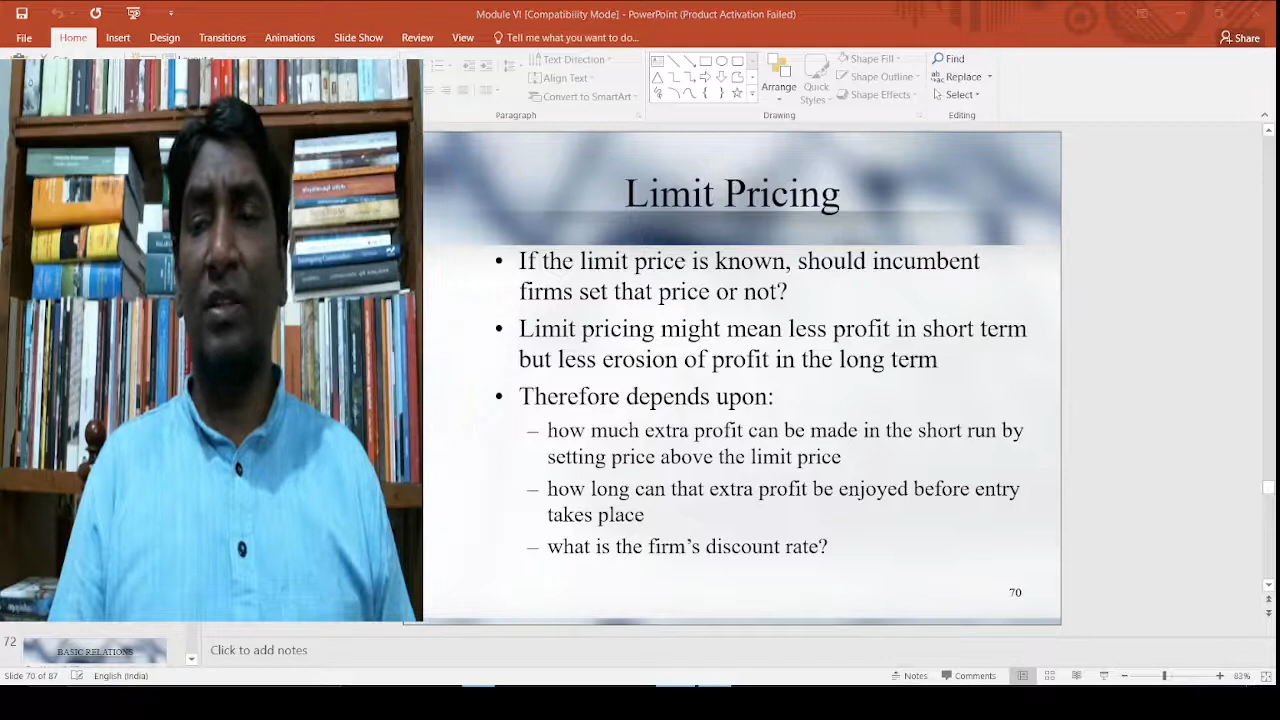 Module VI [Compatibility Mode] - PowerPoint (Product Activation Failed)
File Home Insert Design Transitions Animations Slide Show Review View Tell me what you want to do... Share
Text Direction
Align Text
Convert to SmartArt
Paragraph
Arrange
Quick
Styles
Shape Fill
Shape Outline
Shape Effects
Drawing
Find
Replace
Select
Editing
Limit Pricing
• If the limit price is known, should incumbent
firms set that price or not?
• Limit pricing might mean less profit in short term
but less erosion of profit in the long term
• Therefore depends upon:
– how much extra profit can be made in the short run by
setting price above the limit price
– how long can that extra profit be enjoyed before entry
takes place
– what is the firm's discount rate?
70
72
BASIC RELATIONS
Click to add notes
Slide 70 of 87 English (India) Notes Comments 83%